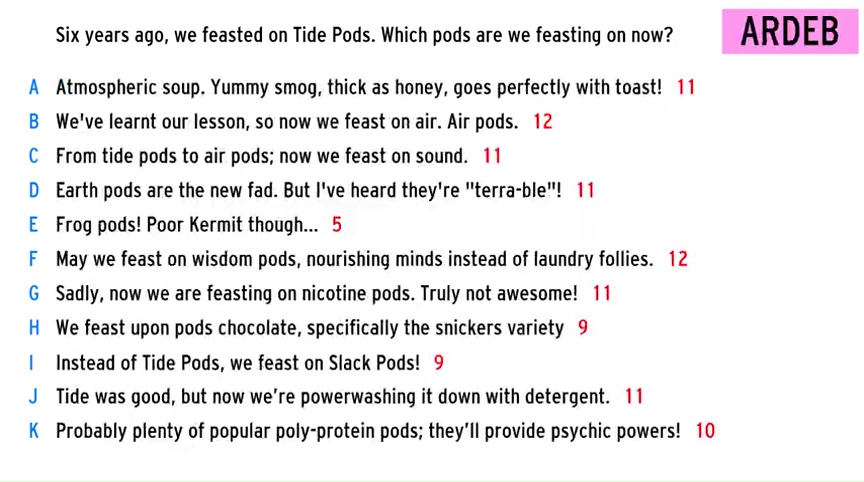 Six years ago, we feasted on Tide Pods. Which pods are we feasting on now?
ARDEB
A Atmospheric soup. Yummy smog, thick as honey, goes perfectly with toast! 11
B We've learnt our lesson, so now we feast on air. Air pods. 12
C From tide pods to air pods; now we feast on sound. 11
D Earth pods are the new fad. But I've heard they're "terra-ble"! 11
E Frog pods! Poor Kermit though... 5
F May we feast on wisdom pods, nourishing minds instead of laundry follies. 12
G Sadly, now we are feasting on nicotine pods. Truly not awesome! 11
H We feast upon pods chocolate, specifically the snickers variety 9
I Instead of Tide Pods, we feast on Slack Pods! 9
J Tide was good, but now we’re powerwashing it down with detergent. 11
K Probably plenty of popular poly-protein pods; they’ll provide psychic powers! 10